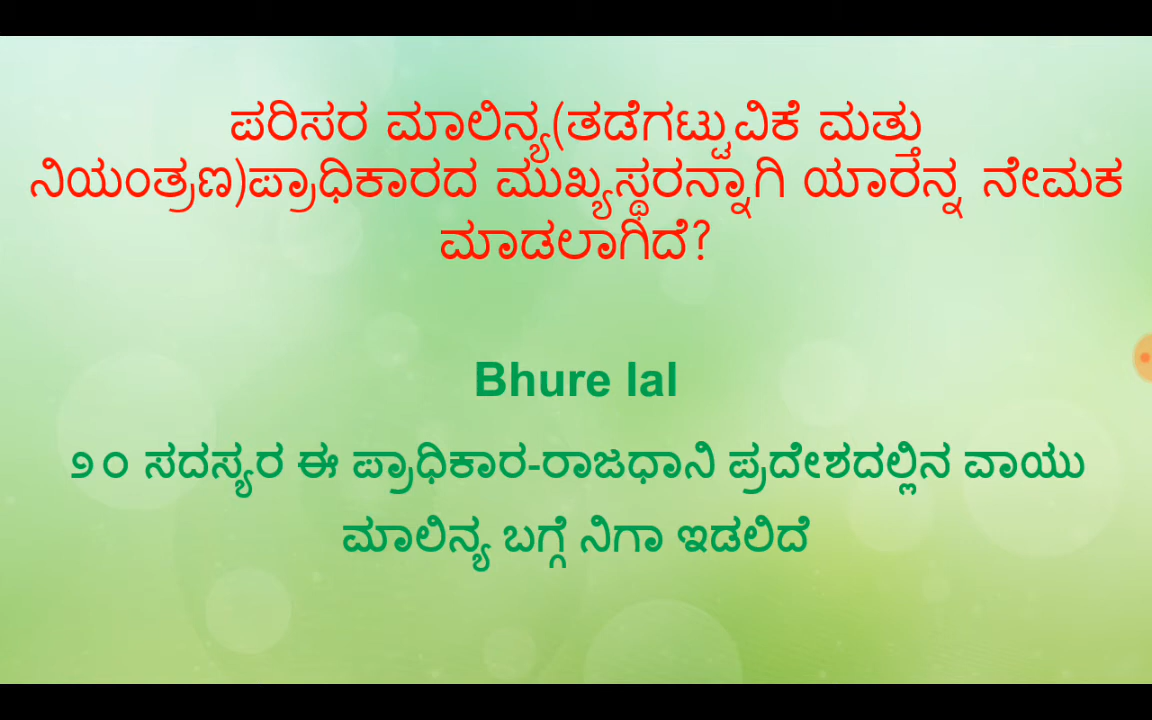 ಪರಿಸರ ಮಾಲಿನ್ಯ(ತಡೆಗಟ್ಟುವಿಕೆ ಮತ್ತು
ನಿಯಂತ್ರಣ)ಪ್ರಾಧಿಕಾರದ ಮುಖ್ಯಸ್ಥರನ್ನಾಗಿ ಯಾರನ್ನ ನೇಮಕ
ಮಾಡಲಾಗಿದೆ?
Bhure lal
೨೦ ಸದಸ್ಯರ ಈ ಪ್ರಾಧಿಕಾರ-ರಾಜಧಾನಿ ಪ್ರದೇಶದಲ್ಲಿನ ವಾಯು
ಮಾಲಿನ್ಯ ಬಗ್ಗೆ ನಿಗಾ ಇಡಲಿದೆ